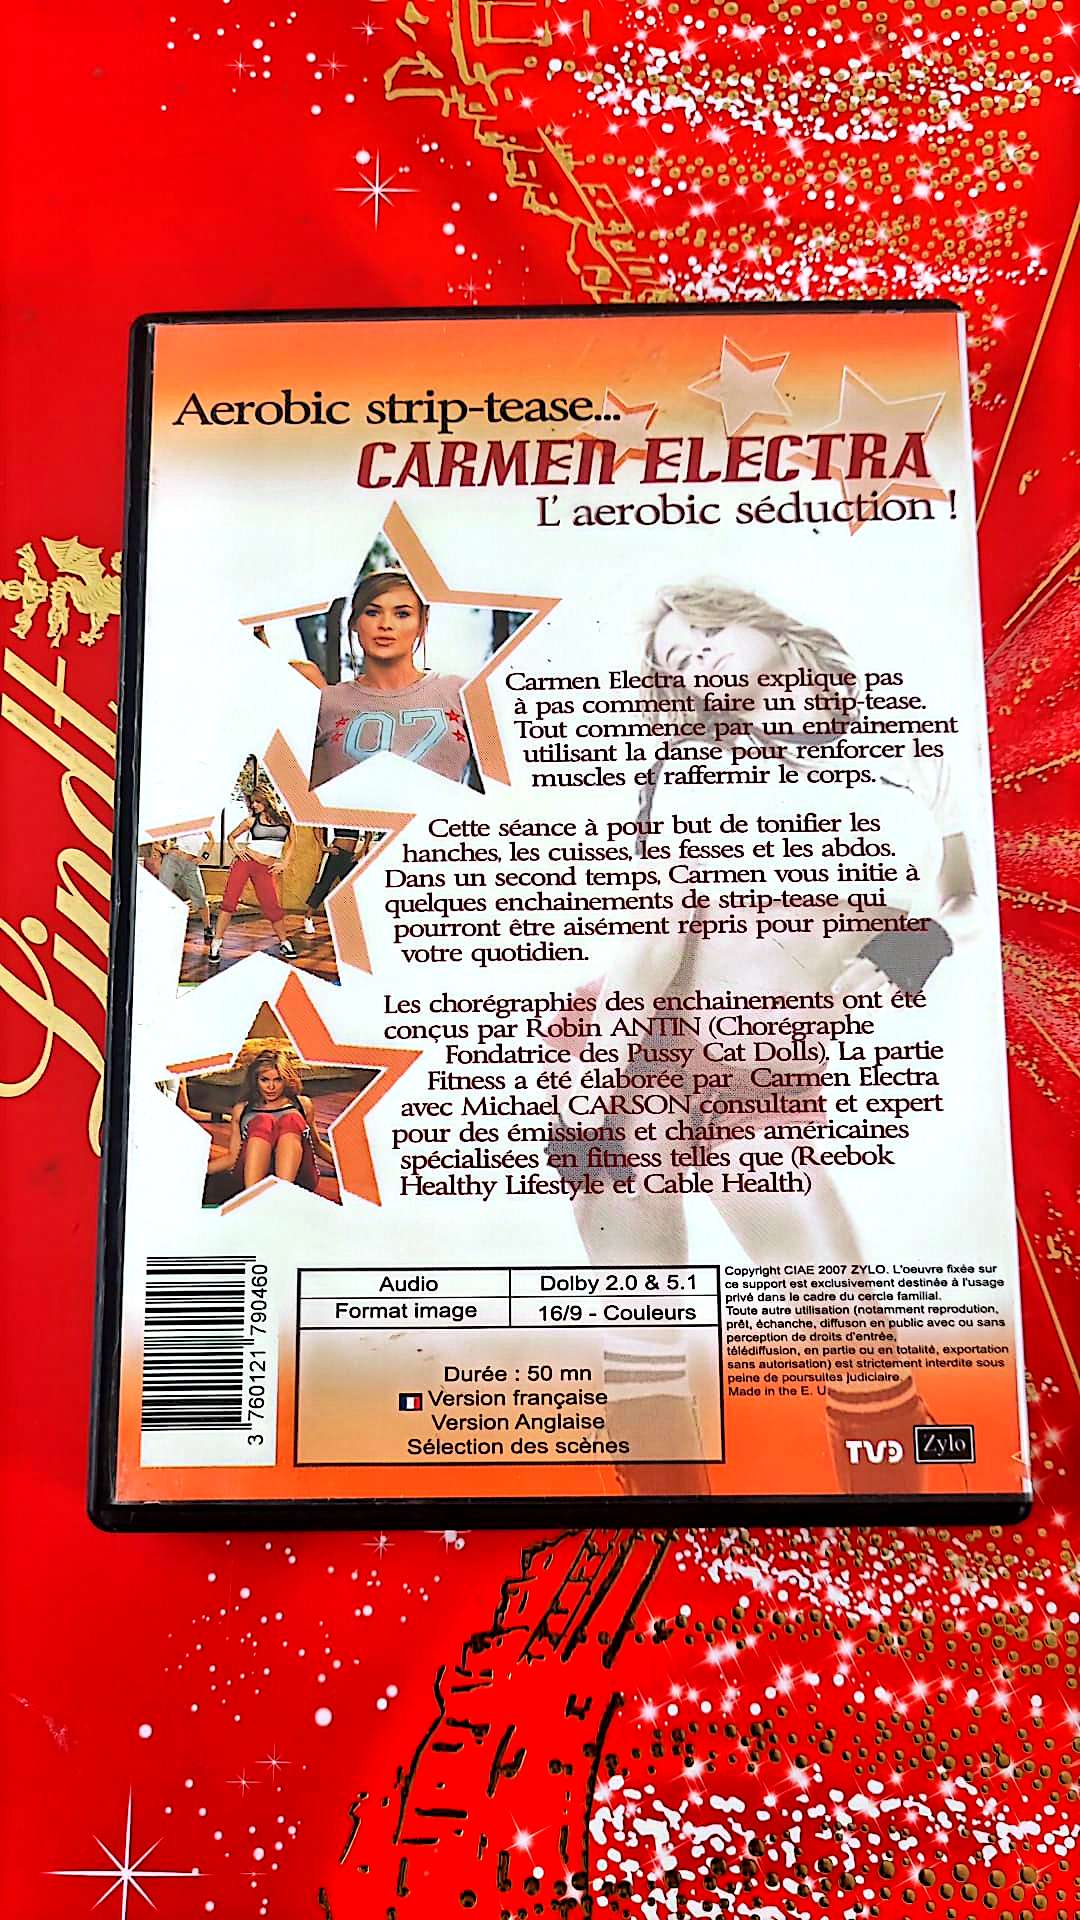 Aerobic strip-tease...
CARMEN ELECTRA
L' aerobic séduction !
07
Carmen Electra nous explique pas
à pas comment faire un strip-tease.
Tout commence par un entrainement
utilisant la danse pour renforcer les
muscles et raffermir le corps.
Cette séance à pour but de tonifier les
hanches, les cuisses, les fesses et les abdos.
Dans un second temps, Carmen vous initie à
quelques enchainements de strip-tease qui
pourront être aisément repris pour pimenter
votre quotidien.
Les chorégraphies des enchainements ont été
conçus par Robin ANTIN (Chorégraphe
Fondatrice des Pussy Cat Dolls). La partie
Fitness a été élaborée par Carmen Electra
avec Michael CARSON consultant et expert
pour des émissions et chaînes américaines
spécialisées en fitness telles que (Reebok
Healthy Lifestyle et Cable Health)
Lindt
3 760121 790460
Audio Dolby 2.0 & 5.1
Format image 16/9 - Couleurs
Durée : 50 mn
Version française
Version Anglaise
Sélection des scènes
Copyright CIAE 2007 ZYLO. L'oeuvre fixée sur
ce support est exclusivement destinée à l'usage
privé dans le cadre du cercle familial.
Toute autre utilisation (notamment reprodution,
prêt, échanche, diffuson en public avec ou sans
perception de droits d'entrée,
télédiffusion, en partie ou en totalité, exportation
sans autorisation) est strictement interdite sous
peine de poursuites judiciaire.
Made in the E. U.
TVD
Zylo